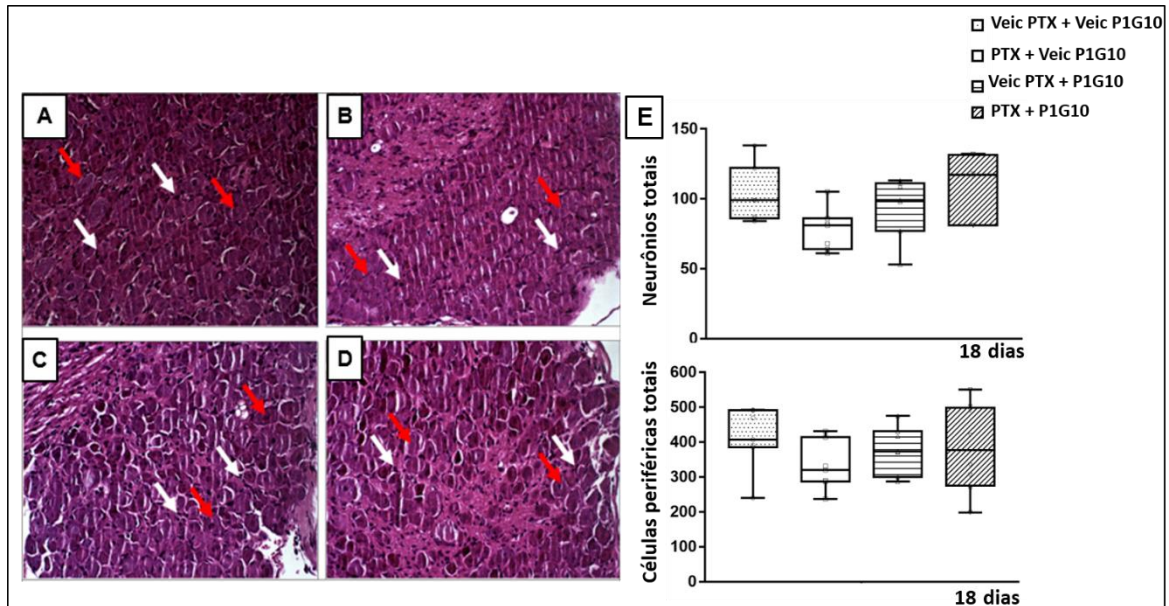 Veic PTX + Veic P1G10
PTX + Veic P1G10
Veic PTX + P1G10
PTX + P1G10
A
B
C
D
E
Neurônios totais
150
100
50
0
18 dias
Células periféricas totais
600
500
400
300
200
100
0
18 dias